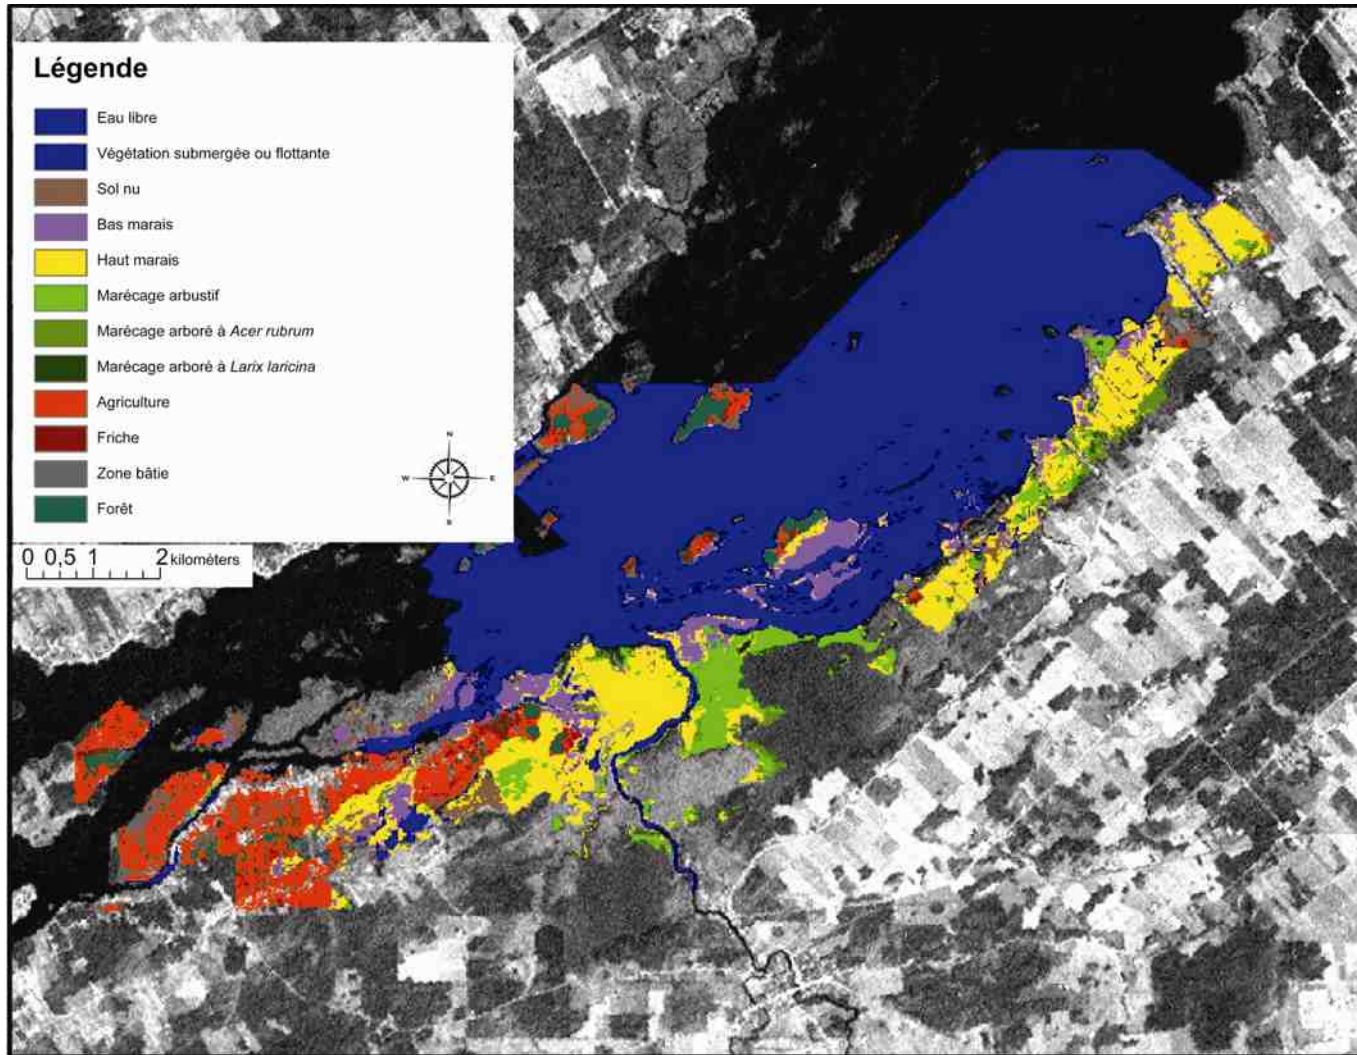 Légende
Eau libre
Végétation submergée ou flottante
Sol nu
Bas marais
Haut marais
Marécage arbustif
Marécage arboré à Acer rubrum
Marécage arboré à Larix laricina
Agriculture
Friche
Zone bâtie
Forêt
N
W E
S
0 0,5 1 2 kilométers